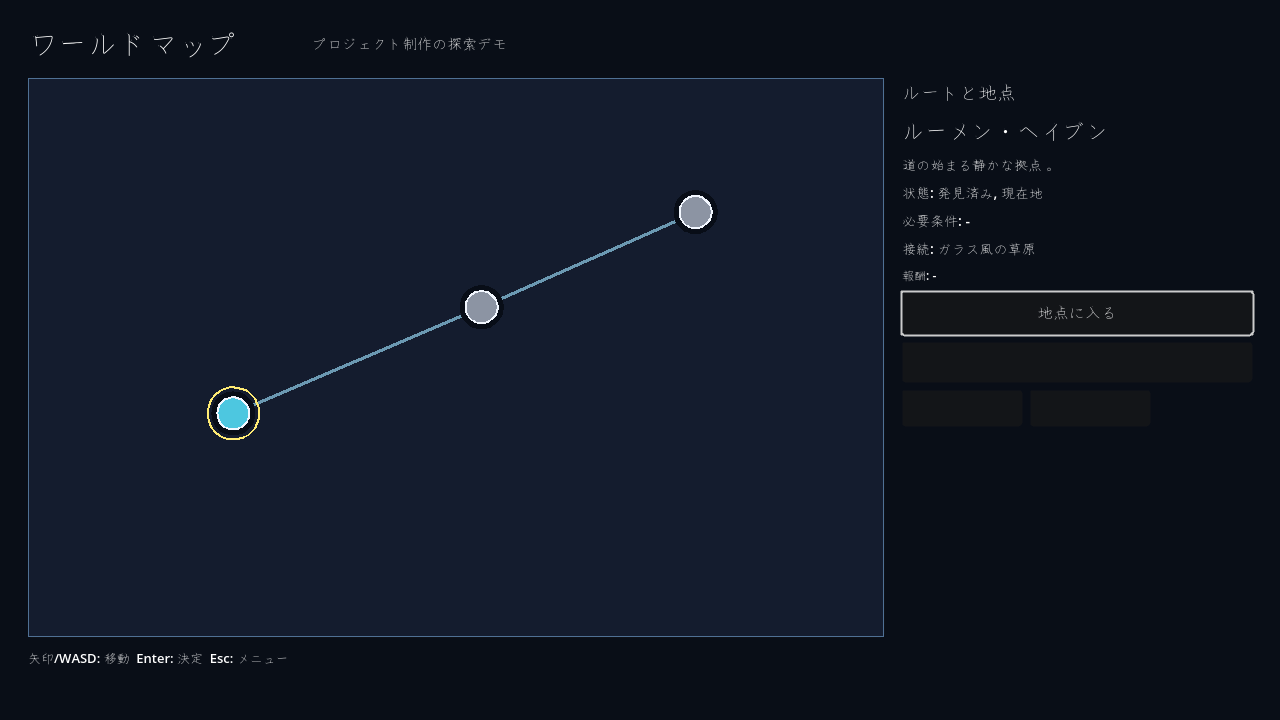 ワールドマップ
プロジェクト制作の探索デモ
ルートと地点
ルーメン・ヘイブン
道の始まる静かな拠点。
状態: 発見済み, 現在地
必要条件: -
接続: ガラス風の草原
報酬: -
地点に入る
矢印/WASD: 移動 Enter: 決定 Esc: メニュー